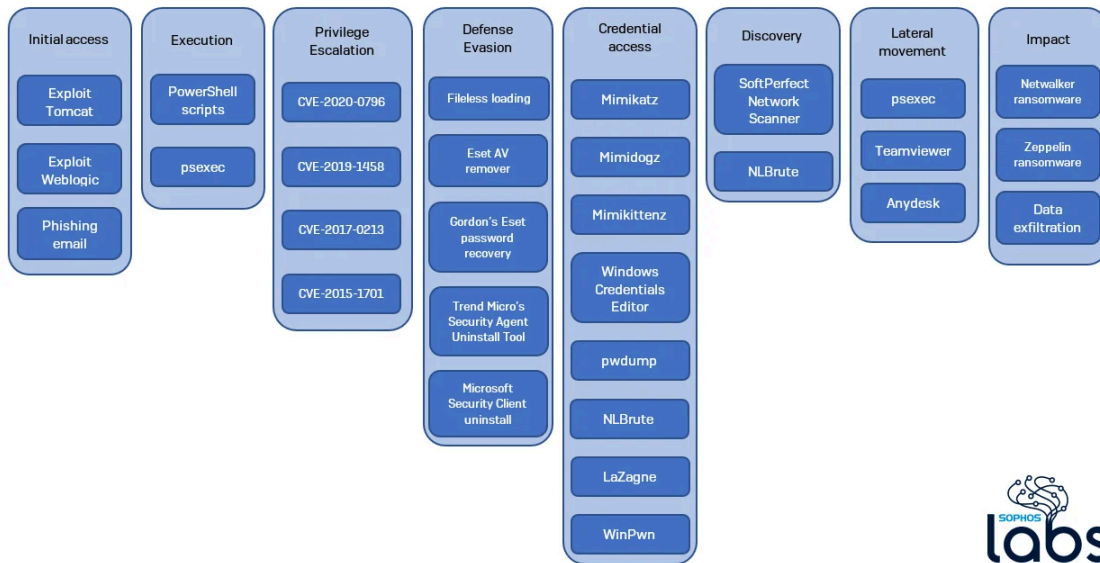 Initial access
Exploit
Tomcat
Exploit
Weblogic
Phishing
email
Execution
PowerShell
scripts
psexec
Privilege
Escalation
CVE-2020-0796
CVE-2019-1458
CVE-2017-0213
CVE-2015-1701
Defense
Evasion
Fileless loading
Eset AV
remover
Gordon's Eset
password
recovery
Trend Micro's
Security Agent
Uninstall Tool
Microsoft
Security Client
uninstall
Credential
access
Mimikatz
Mimidogz
Mimikittenz
Windows
Credentials
Editor
pwdump
NLBrute
LaZagne
WinPwn
Discovery
SoftPerfect
Network
Scanner
NLBrute
Lateral
movement
psexec
Teamviewer
Anydesk
Impact
Netwalker
ransomware
Zeppelin
ransomware
Data
exfiltration
SOPHOS
labs